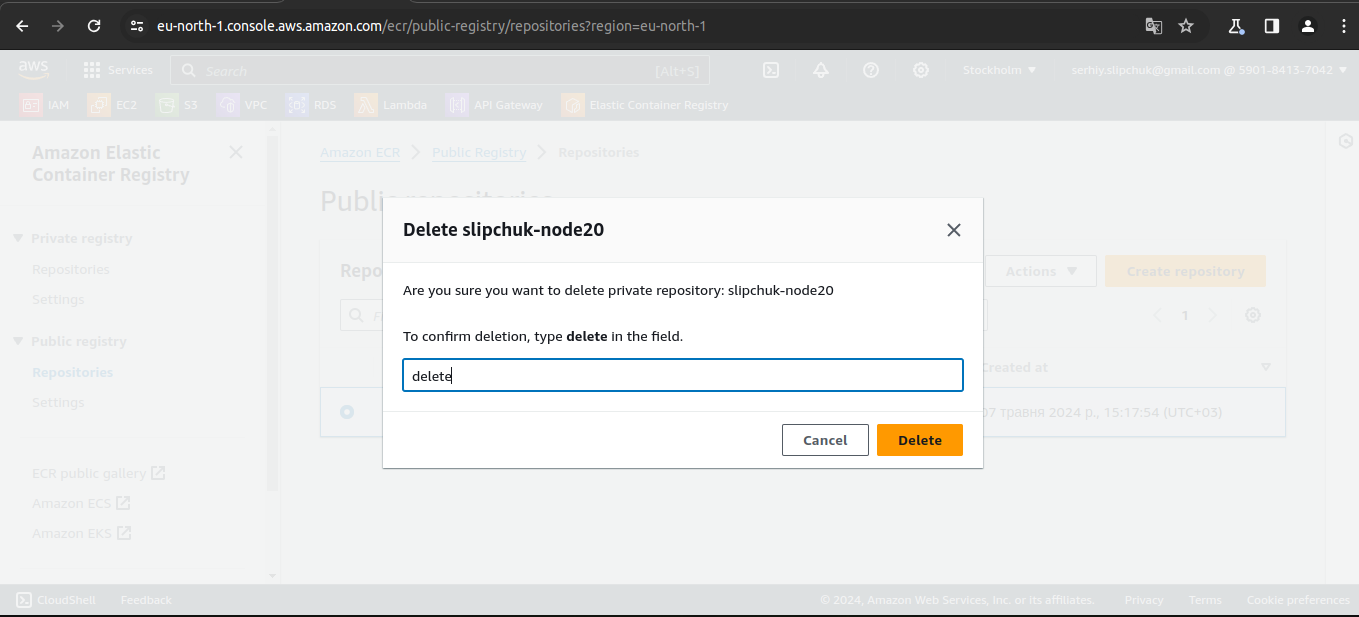 eu-north-1.console.aws.amazon.com/ecr/public-registry/repositories?region=eu-north-1
aws
Services
Search
[Alt+S]
Stockholm
serhiy.slipchuk@gmail.com @ 5901-8413-7042
IAM
EC2
S3
VPC
RDS
Lambda
API Gateway
Elastic Container Registry
Amazon Elastic
Container Registry
Private registry
Repositories
Settings
Public registry
Repositories
Settings
ECR public gallery
Amazon ECS
Amazon EKS
Amazon ECR
Public Registry
Repositories
Public repositories
Repo
Actions
Create repository
1
Created at
07 травня 2024 р., 15:17:54 (UTC+03)
Delete slipchuk-node20
Are you sure you want to delete private repository: slipchuk-node20
To confirm deletion, type delete in the field.
delete
Cancel
Delete
CloudShell
Feedback
© 2024, Amazon Web Services, Inc. or its affiliates.
Privacy
Terms
Cookie preferences